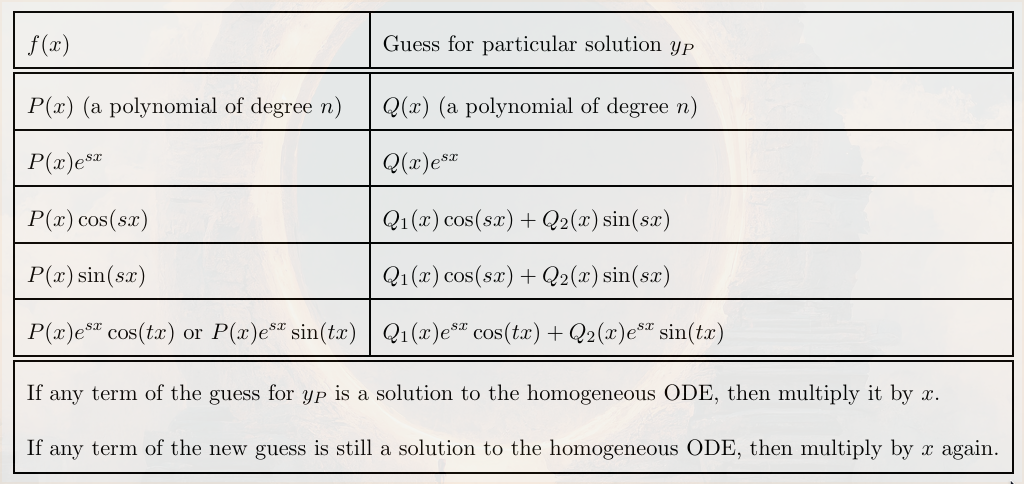 f(x)
Guess for particular solution y_P
P(x) (a polynomial of degree n)
Q(x) (a polynomial of degree n)
P(x)e^{sx}
Q(x)e^{sx}
P(x) cos(sx)
Q_1(x) cos(sx) + Q_2(x) sin(sx)
P(x) sin(sx)
Q_1(x) cos(sx) + Q_2(x) sin(sx)
P(x)e^{sx} cos(tx) or P(x)e^{sx} sin(tx)
Q_1(x)e^{sx} cos(tx) + Q_2(x)e^{sx} sin(tx)
If any term of the guess for y_P is a solution to the homogeneous ODE, then multiply it by x.
If any term of the new guess is still a solution to the homogeneous ODE, then multiply by x again.